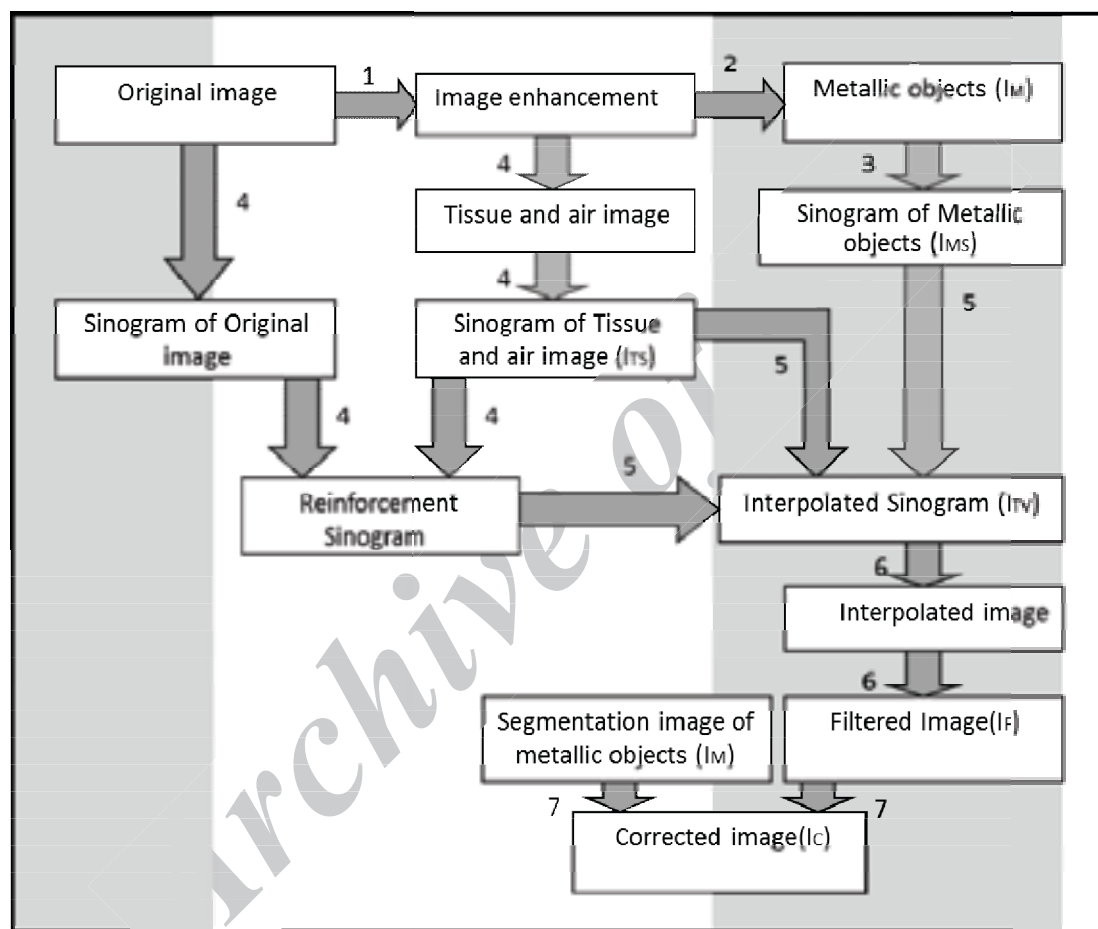 1
2
Original image
Image enhancement
Metallic objects (IM)
4
4
3
Tissue and air image
Sinogram of Metallic
objects (IMS)
4
5
Sinogram of Original
image
Sinogram of Tissue
and air image (ITS)
5
4
4
5
Reinforcement
Sinogram
Interpolated Sinogram (ITV)
6
Interpolated image
6
Segmentation image of
metallic objects (IM)
Filtered Image(IF)
7
7
Corrected image(IC)
Archive of